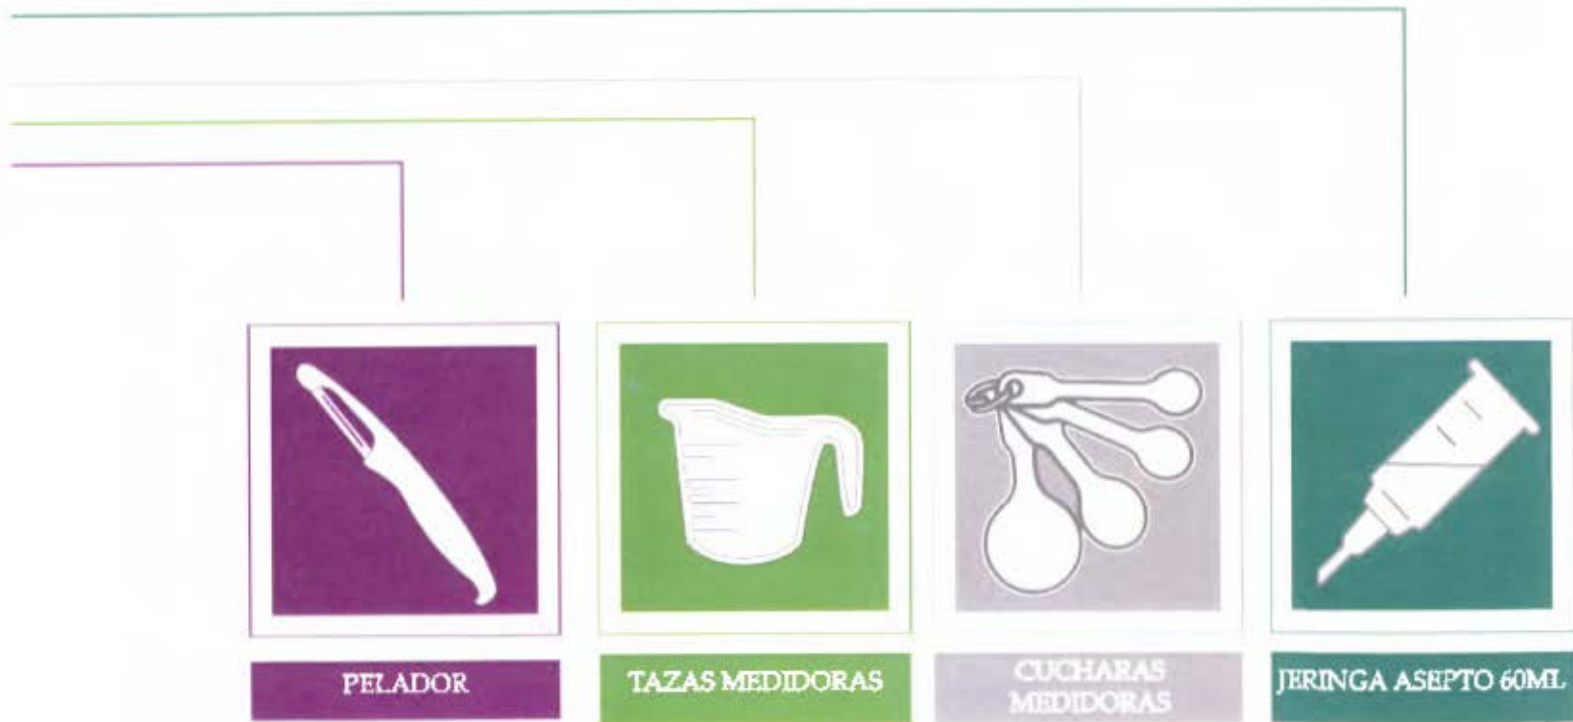 PELADOR
TAZAS MEDIDORAS
CUCHARAS
MEDIDORAS
JERINGA ASEPTO 60ML